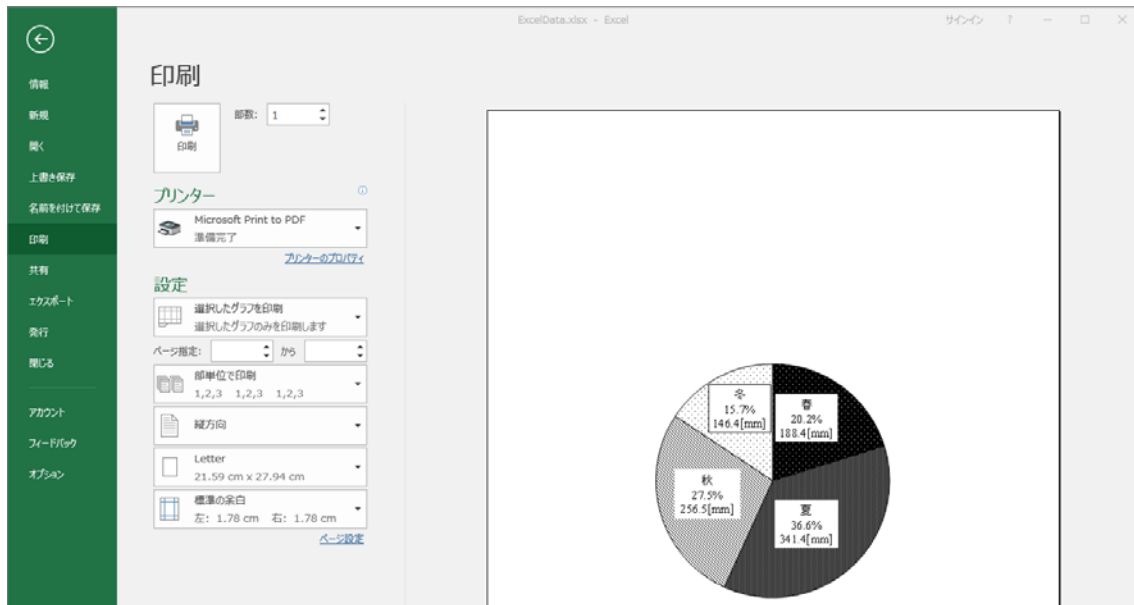 ExcelData.xlsx - Excel
サインイン ?
情報
新規
開く
上書き保存
名前を付けて保存
印刷
共有
エクスポート
発行
閉じる
アカウント
フィードバック
オプション
印刷
部数: 1
印刷
プリンター
Microsoft Print to PDF
準備完了
プリンターのプロパティ
設定
選択したグラフを印刷
選択したグラフのみを印刷します
ページ指定: から
部単位で印刷
1,2,3 1,2,3 1,2,3
縦方向
Letter
21.59 cm x 27.94 cm
標準の余白
左: 1.78 cm 右: 1.78 cm
ページ設定
冬
15.7%
146.4[mm]
春
20.2%
188.4[mm]
秋
27.5%
256.5[mm]
夏
36.6%
341.4[mm]